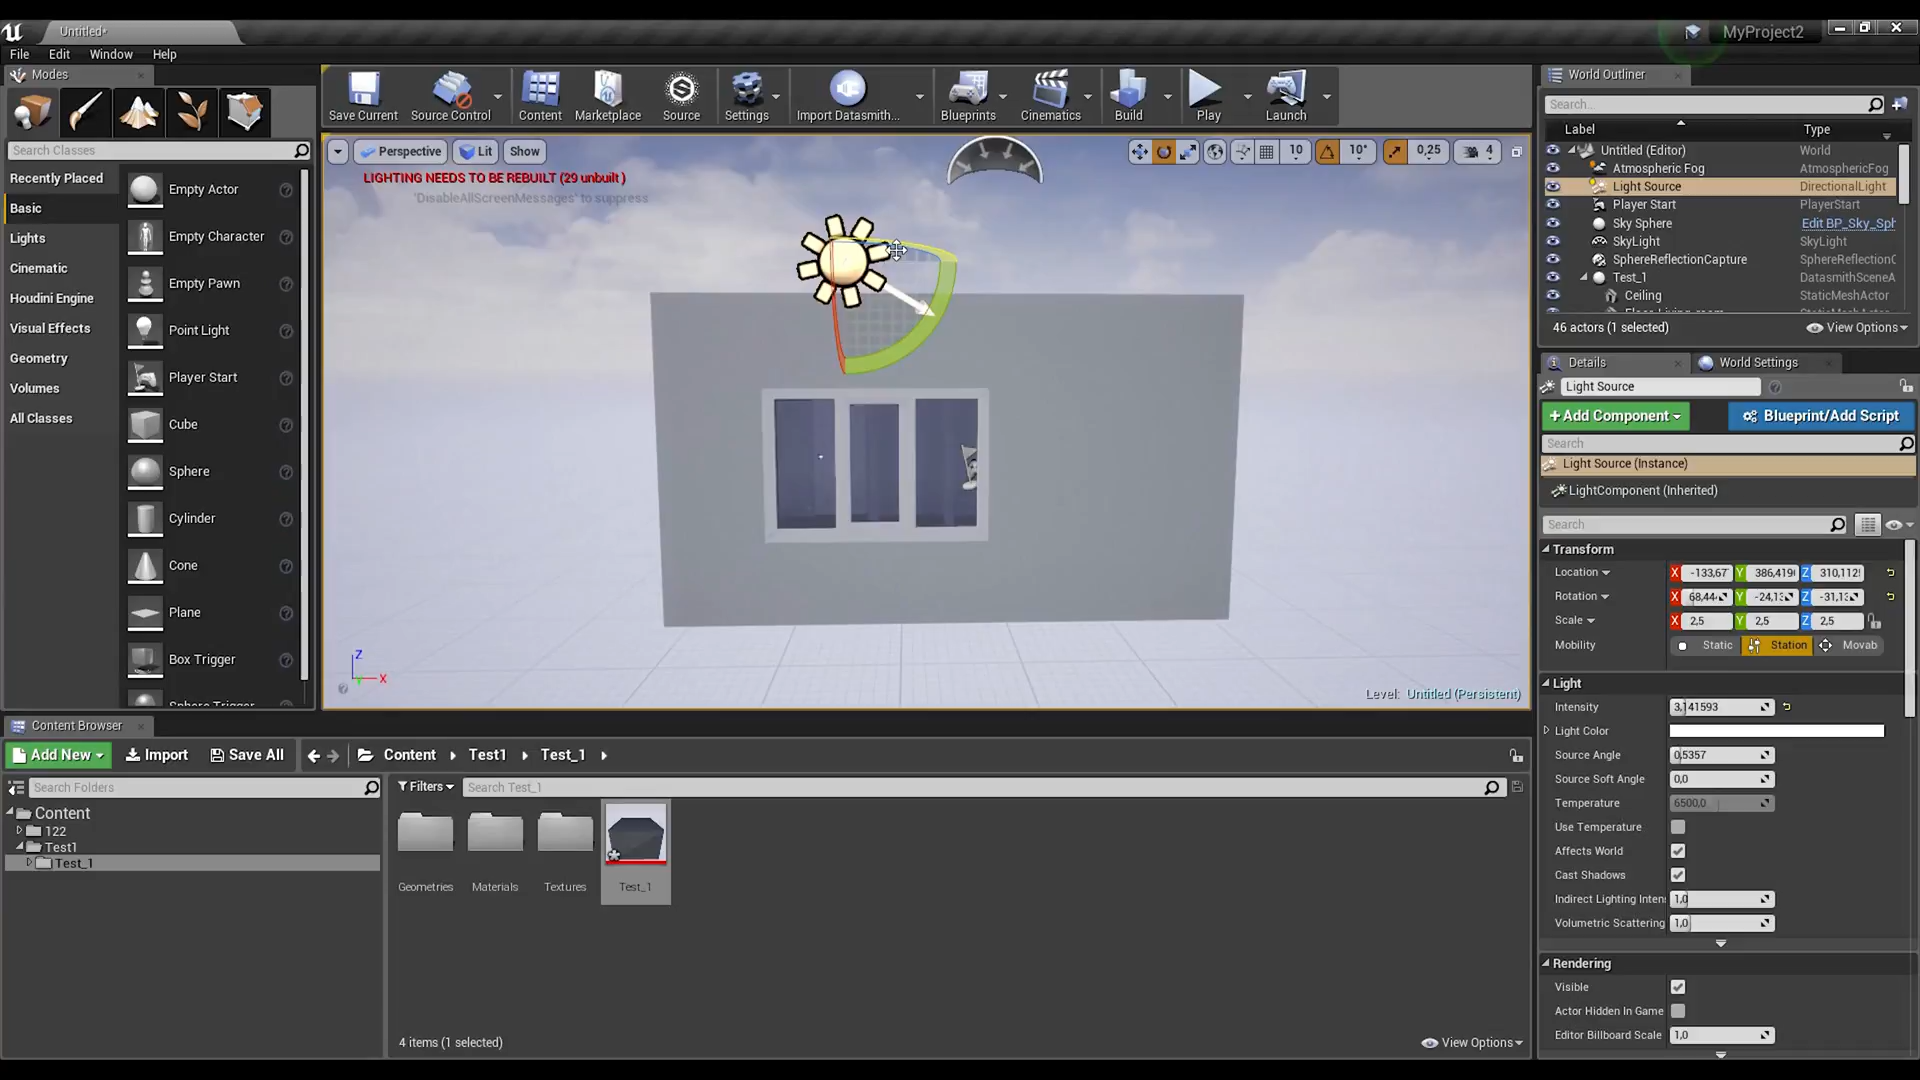 Untitled*
MyProject2
File Edit Window Help
Modes
Search Classes
Recently Placed
Basic
Lights
Cinematic
Houdini Engine
Visual Effects
Geometry
Volumes
All Classes
Empty Actor
Empty Character
Empty Pawn
Point Light
Player Start
Cube
Sphere
Cylinder
Cone
Plane
Box Trigger
Sphere Trigger
Save Current
Source Control
Content
Marketplace
Source
Settings
Import Datasmith...
Blueprints
Cinematics
Build
Play
Launch
Perspective Lit Show
10 10° 0,25 4
LIGHTING NEEDS TO BE REBUILT (29 unbuilt )
'DisableAllScreenMessages' to suppress
Z
X
Level: Untitled (Persistent)
World Outliner
Search...
Label Type
Untitled (Editor) World
Atmospheric Fog AtmosphericFog
Light Source DirectionalLight
Player Start PlayerStart
Sky Sphere Edit BP_Sky_Sph
SkyLight SkyLight
SphereReflectionCapture SphereReflectionC
Test_1 DatasmithSceneA
Ceiling StaticMeshActor
46 actors (1 selected) View Options
Details World Settings
Light Source
+Add Component Blueprint/Add Script
Search
Light Source (Instance)
LightComponent (Inherited)
Search
Transform
Location X -133,67 Y 386,419 Z 310,112
Rotation X 68,44 Y -24,13 Z -31,13
Scale X 2,5 Y 2,5 Z 2,5
Mobility Static Station Movab
Light
Intensity 3,141593
Light Color
Source Angle 0,5357
Source Soft Angle 0,0
Temperature 6500,0
Use Temperature
Affects World
Cast Shadows
Indirect Lighting Inten 1,0
Volumetric Scattering 1,0
Rendering
Visible
Actor Hidden In Game
Editor Billboard Scale 1,0
Content Browser
Add New Import Save All Content Test1 Test_1
Search Folders
Filters Search Test_1
Content
122
Test1
Test_1
Geometries Materials Textures Test_1
4 items (1 selected) View Options